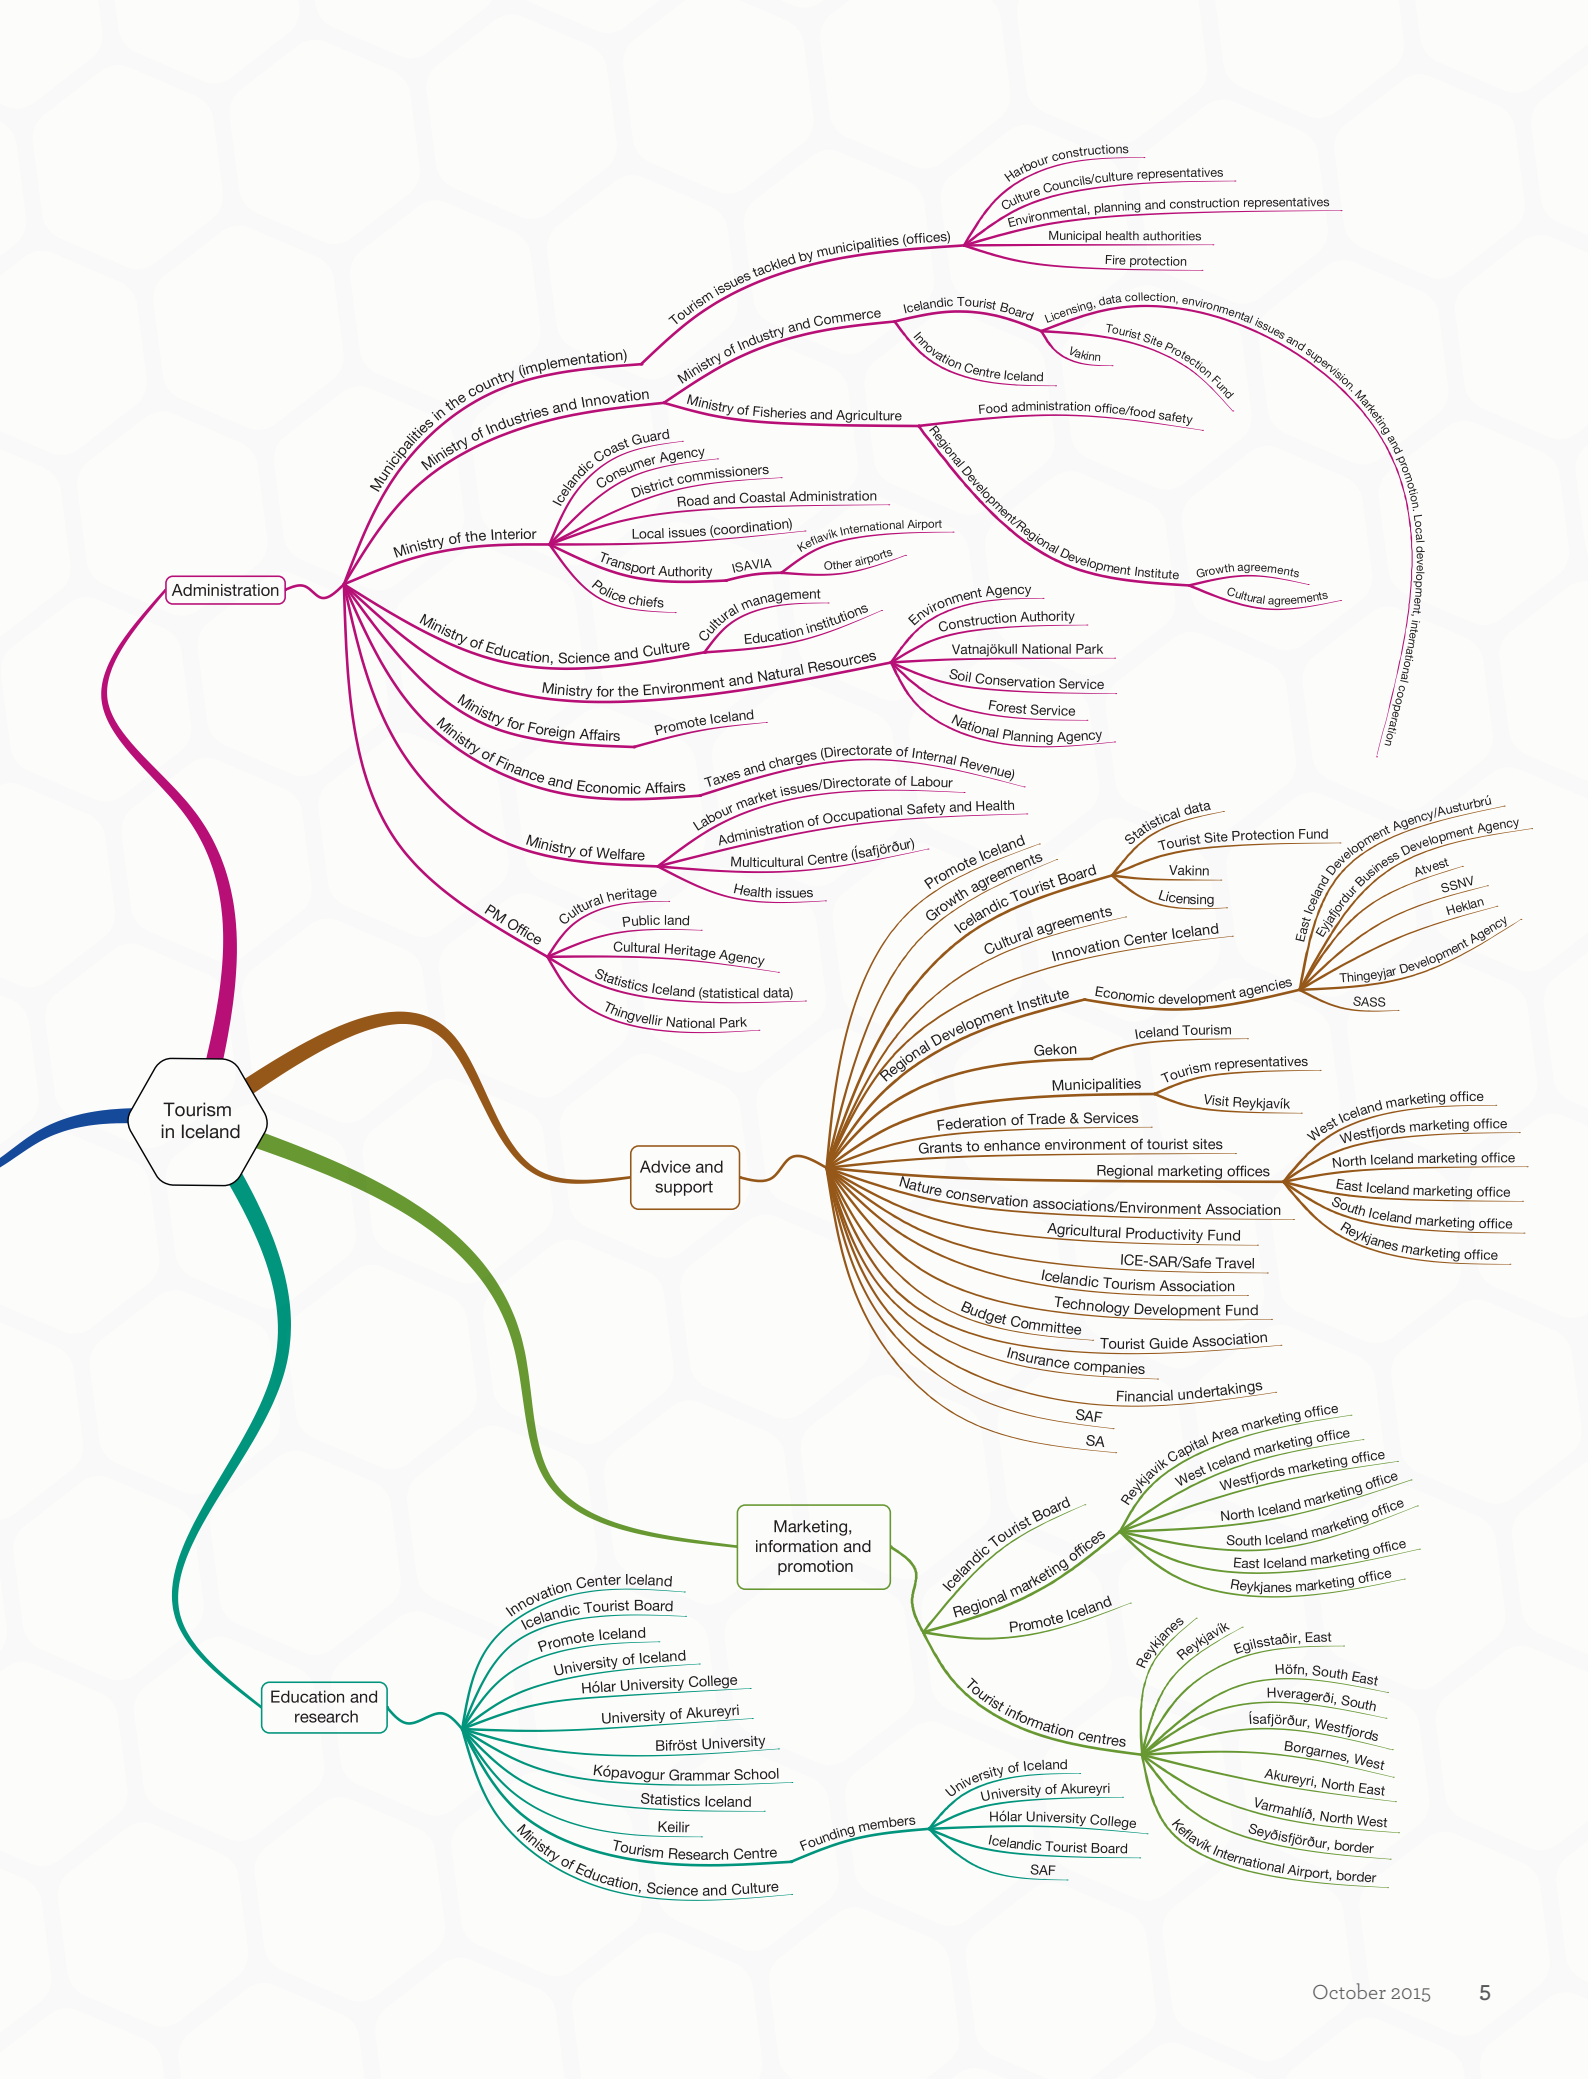 Tourism
in Iceland
Administration
Municipalities in the country (implementation)
Tourism issues tackled by municipalities (offices)
Harbour constructions
Culture Councils/culture representatives
Environmental, planning and construction representatives
Municipal health authorities
Fire protection
Ministry of Industries and Innovation
Ministry of Industry and Commerce
Icelandic Tourist Board
Licensing, data collection, environmental issues and supervision. Marketing and promotion. Local development, international cooperation
Tourist Site Protection Fund
Vakinn
Innovation Centre Iceland
Ministry of Fisheries and Agriculture
Food administration office/food safety
Regional Development/Regional Development Institute
Growth agreements
Cultural agreements
Ministry of the Interior
Icelandic Coast Guard
Consumer Agency
District commissioners
Road and Coastal Administration
Local issues (coordination)
Transport Authority
ISAVIA
Keflavík International Airport
Other airports
Police chiefs
Ministry of Education, Science and Culture
Cultural management
Education institutions
Ministry for the Environment and Natural Resources
Environment Agency
Construction Authority
Vatnajökull National Park
Soil Conservation Service
Forest Service
National Planning Agency
Ministry for Foreign Affairs
Promote Iceland
Ministry of Finance and Economic Affairs
Taxes and charges (Directorate of Internal Revenue)
Ministry of Welfare
Labour market issues/Directorate of Labour
Administration of Occupational Safety and Health
Multicultural Centre (Ísafjörður)
Health issues
PM Office
Cultural heritage
Public land
Cultural Heritage Agency
Statistics Iceland (statistical data)
Thingvellir National Park
Advice and
support
Promote Iceland
Growth agreements
Icelandic Tourist Board
Statistical data
Tourist Site Protection Fund
Vakinn
Licensing
Cultural agreements
Innovation Center Iceland
Regional Development Institute
Economic development agencies
East Iceland Development Agency/Austurbrú
Eyjafjordur Business Development Agency
Atvest
SSNV
Heklan
Thingeyjar Development Agency
SASS
Gekon
Iceland Tourism
Municipalities
Tourism representatives
Visit Reykjavík
Federation of Trade & Services
Grants to enhance environment of tourist sites
Regional marketing offices
West Iceland marketing office
Westfjords marketing office
North Iceland marketing office
East Iceland marketing office
South Iceland marketing office
Reykjanes marketing office
Nature conservation associations/Environment Association
Agricultural Productivity Fund
ICE-SAR/Safe Travel
Icelandic Tourism Association
Technology Development Fund
Budget Committee
Tourist Guide Association
Insurance companies
Financial undertakings
SAF
SA
Marketing,
information and
promotion
Icelandic Tourist Board
Regional marketing offices
Reykjavik Capital Area marketing office
West Iceland marketing office
Westfjords marketing office
North Iceland marketing office
South Iceland marketing office
East Iceland marketing office
Reykjanes marketing office
Promote Iceland
Tourist information centres
Reykjanes
Reykjavík
Egilsstaðir, East
Höfn, South East
Hveragerði, South
Ísafjörður, Westfjords
Borgarnes, West
Akureyri, North East
Varmahlíð, North West
Seyðisfjörður, border
Keflavík International Airport, border
Education and
research
Innovation Center Iceland
Icelandic Tourist Board
Promote Iceland
University of Iceland
Hólar University College
University of Akureyri
Bifröst University
Kópavogur Grammar School
Statistics Iceland
Keilir
Tourism Research Centre
Founding members
University of Iceland
University of Akureyri
Hólar University College
Icelandic Tourist Board
SAF
Ministry of Education, Science and Culture
October 2015 5